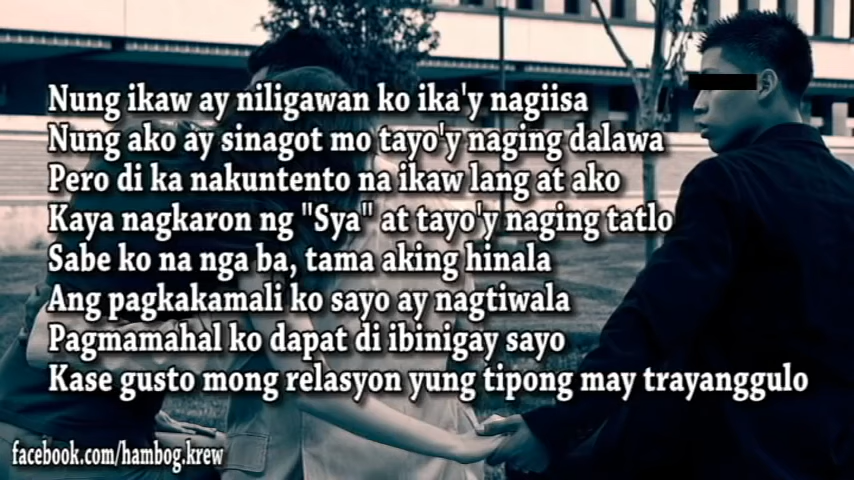 Nung ikaw ay niligawan ko ika'y nagiisa
Nung ako ay sinagot mo tayo'y naging dalawa
Pero di ka nakuntento na ikaw lang at ako
Kaya nagkaron ng "Sya" at tayo'y naging tatlo
Sabe ko na nga ba, tama aking hinala
Ang pagkakamali ko sayo ay nagtiwala
Pagmamahal ko dapat di ibinigay sayo
Kase gusto mong relasyon yung tipong may trayanggulo
facebook.com/hambog.krew